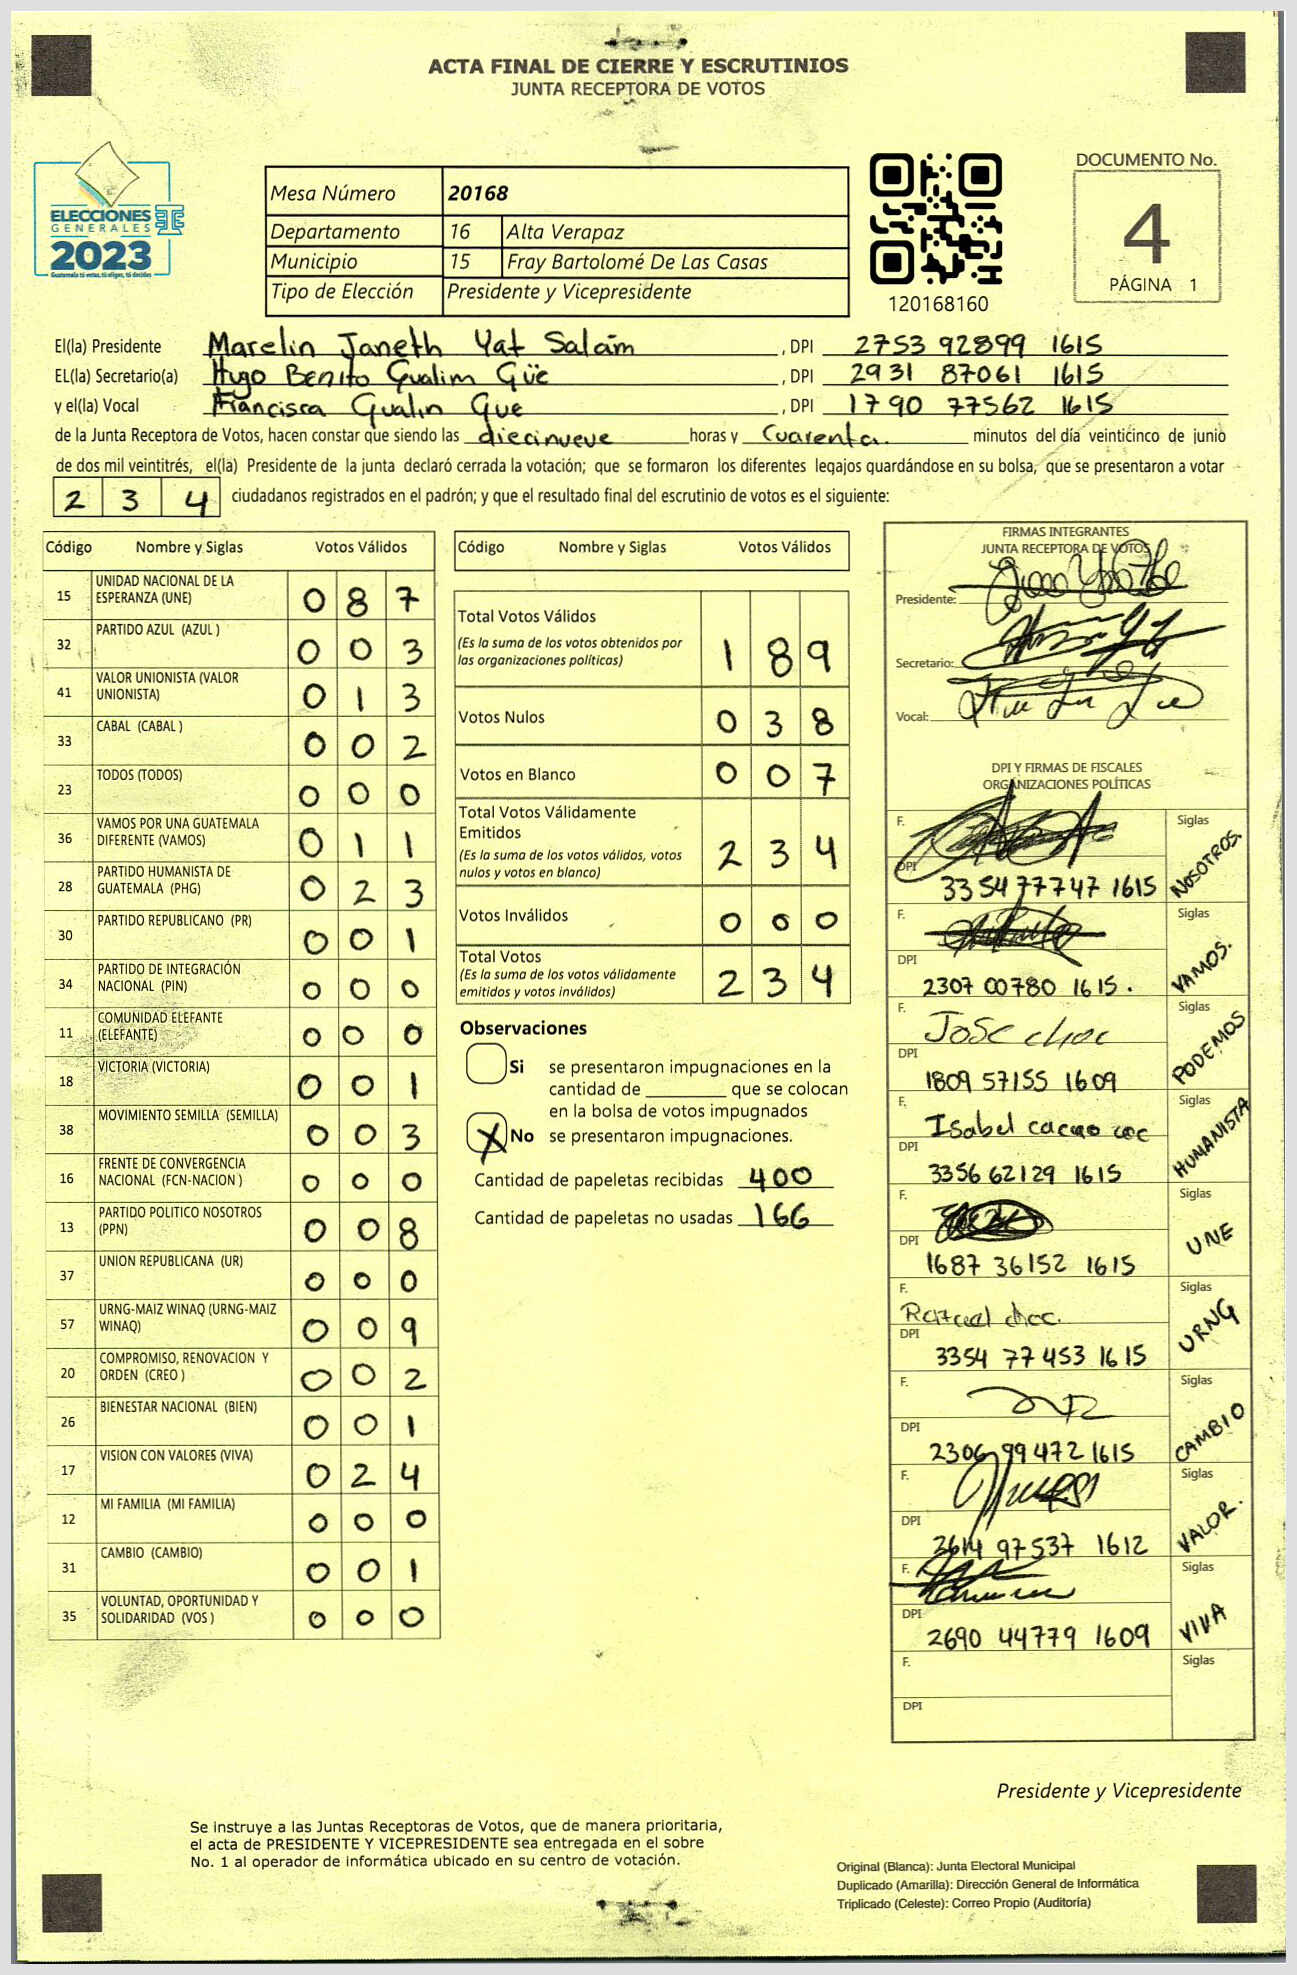 ACTA FINAL DE CIERRE Y ESCRUTINIOS
JUNTA RECEPTORA DE VOTOS
ELECCIONES
GENERALES
2023
Guatemala tú votas, tú eliges, tú decides
Mesa Número 20168
Departamento 16 Alta Verapaz
Municipio 15 Fray Bartolomé De Las Casas
Tipo de Elección Presidente y Vicepresidente
120168160
DOCUMENTO No.
4
PÁGINA 1
El(la) Presidente Marelin Janeth Yat Salam , DPI 2753 92899 1615
EL(la) Secretario(a) Hugo Benito Gualim Güe , DPI 2931 87061 1615
y el(la) Vocal Francisca Gualin Gue , DPI 1790 77562 1615
de la Junta Receptora de Votos, hacen constar que siendo las diecinueve horas y Cuarenta. minutos del día veinticinco de junio
de dos mil veintitrés, el(la) Presidente de la junta declaró cerrada la votación; que se formaron los diferentes legajos guardándose en su bolsa, que se presentaron a votar
2 3 4 ciudadanos registrados en el padrón; y que el resultado final del escrutinio de votos es el siguiente:
Código Nombre y Siglas Votos Válidos
15 UNIDAD NACIONAL DE LA ESPERANZA (UNE) 0 8 7
32 PARTIDO AZUL (AZUL ) 0 0 3
41 VALOR UNIONISTA (VALOR UNIONISTA) 0 1 3
33 CABAL (CABAL ) 0 0 2
23 TODOS (TODOS) 0 0 0
36 VAMOS POR UNA GUATEMALA DIFERENTE (VAMOS) 0 1 1
28 PARTIDO HUMANISTA DE GUATEMALA (PHG) 0 2 3
30 PARTIDO REPUBLICANO (PR) 0 0 1
34 PARTIDO DE INTEGRACIÓN NACIONAL (PIN) 0 0 0
11 COMUNIDAD ELEFANTE (ELEFANTE) 0 0 0
18 VICTORIA (VICTORIA) 0 0 1
38 MOVIMIENTO SEMILLA (SEMILLA) 0 0 3
16 FRENTE DE CONVERGENCIA NACIONAL (FCN-NACION ) 0 0 0
13 PARTIDO POLITICO NOSOTROS (PPN) 0 0 8
37 UNION REPUBLICANA (UR) 0 0 0
57 URNG-MAIZ WINAQ (URNG-MAIZ WINAQ) 0 0 9
20 COMPROMISO, RENOVACION Y ORDEN (CREO ) 0 0 2
26 BIENESTAR NACIONAL (BIEN) 0 0 1
17 VISION CON VALORES (VIVA) 0 2 4
12 MI FAMILIA (MI FAMILIA) 0 0 0
31 CAMBIO (CAMBIO) 0 0 1
35 VOLUNTAD, OPORTUNIDAD Y SOLIDARIDAD (VOS ) 0 0 0
Código Nombre y Siglas Votos Válidos
Total Votos Válidos
(Es la suma de los votos obtenidos por
las organizaciones políticas) 1 8 9
Votos Nulos 0 3 8
Votos en Blanco 0 0 7
Total Votos Válidamente
Emitidos
(Es la suma de los votos válidos, votos
nulos y votos en blanco) 2 3 4
Votos Inválidos 0 0 0
Total Votos
(Es la suma de los votos válidamente
emitidos y votos inválidos) 2 3 4
Observaciones
Si se presentaron impugnaciones en la
cantidad de ________ que se colocan
en la bolsa de votos impugnados
X No se presentaron impugnaciones.
Cantidad de papeletas recibidas 400
Cantidad de papeletas no usadas 166
FIRMAS INTEGRANTES
JUNTA RECEPTORA DE VOTOS
Presidente:
Secretario:
Vocal:
DPI Y FIRMAS DE FISCALES
ORGANIZACIONES POLÍTICAS
F. Siglas
DPI 3354 77747 1615 NOSOTROS.
F. Siglas
DPI 2307 00780 1615. VAMOS.
F. Jose choc Siglas
DPI 1809 57155 1609 PODEMOS
F. Isabel cacao coc Siglas
DPI 3356 62129 1615 HUMANISTA
F. Siglas
DPI 1687 36152 1615 UNE
F. choc. Siglas
DPI 3354 77453 1615 URNG
F. Siglas
DPI 2306 99472 1615 CAMBIO
F. Siglas
DPI 2614 97537 1612 VALOR.
F. Siglas
DPI 2690 44779 1609 VIVA
F. Siglas
DPI
Presidente y Vicepresidente
Se instruye a las Juntas Receptoras de Votos, que de manera prioritaria,
el acta de PRESIDENTE Y VICEPRESIDENTE sea entregada en el sobre
No. 1 al operador de informática ubicado en su centro de votación.
Original (Blanca): Junta Electoral Municipal
Duplicado (Amarilla): Dirección General de Informática
Triplicado (Celeste): Correo Propio (Auditoría)